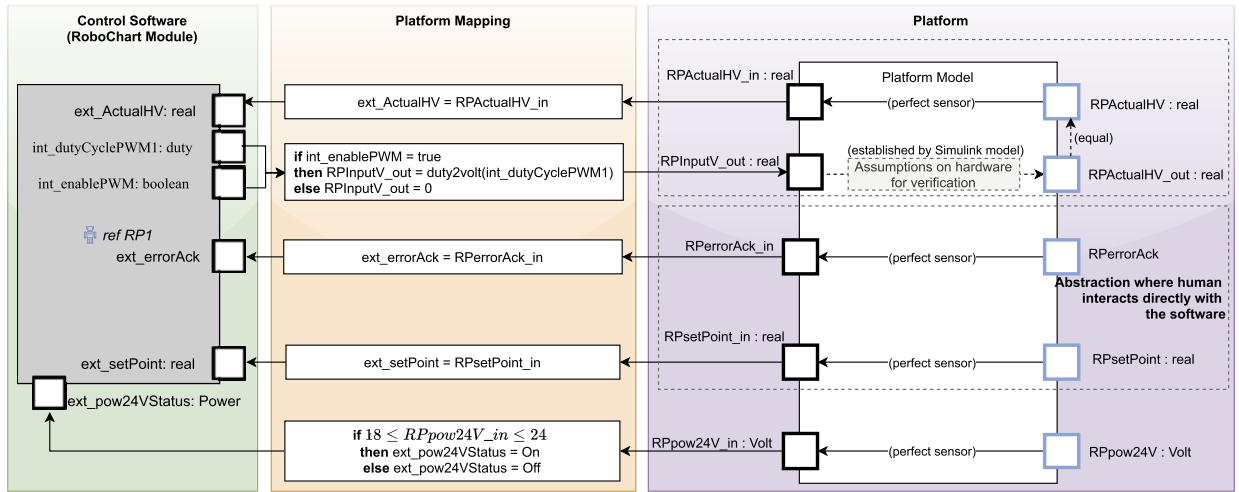 Control Software
(RoboChart Module)
Platform Mapping
Platform
ext_ActualHV: real
int_dutyCyclePWM1: duty
int_enablePWM: boolean
ref RP1
ext_errorAck
ext_setPoint: real
ext_pow24VStatus: Power
ext_ActualHV = RPActualHV_in
if int_enablePWM = true
then RPInputV_out = duty2volt(int_dutyCyclePWM1)
else RPInputV_out = 0
ext_errorAck = RPerrorAck_in
ext_setPoint = RPsetPoint_in
if 18 ≤ RPpow24V_in ≤ 24
then ext_pow24VStatus = On
else ext_pow24VStatus = Off
RPActualHV_in : real
Platform Model
(perfect sensor)
RPActualHV : real
(equal)
RPInputV_out : real
(established by Simulink model)
Assumptions on hardware
for verification
RPActualHV_out : real
RPerrorAck_in
(perfect sensor)
RPerrorAck
Abstraction where human
interacts directly with
the software
RPsetPoint_in : real
(perfect sensor)
RPsetPoint : real
RPpow24V_in : Volt
(perfect sensor)
RPpow24V : Volt